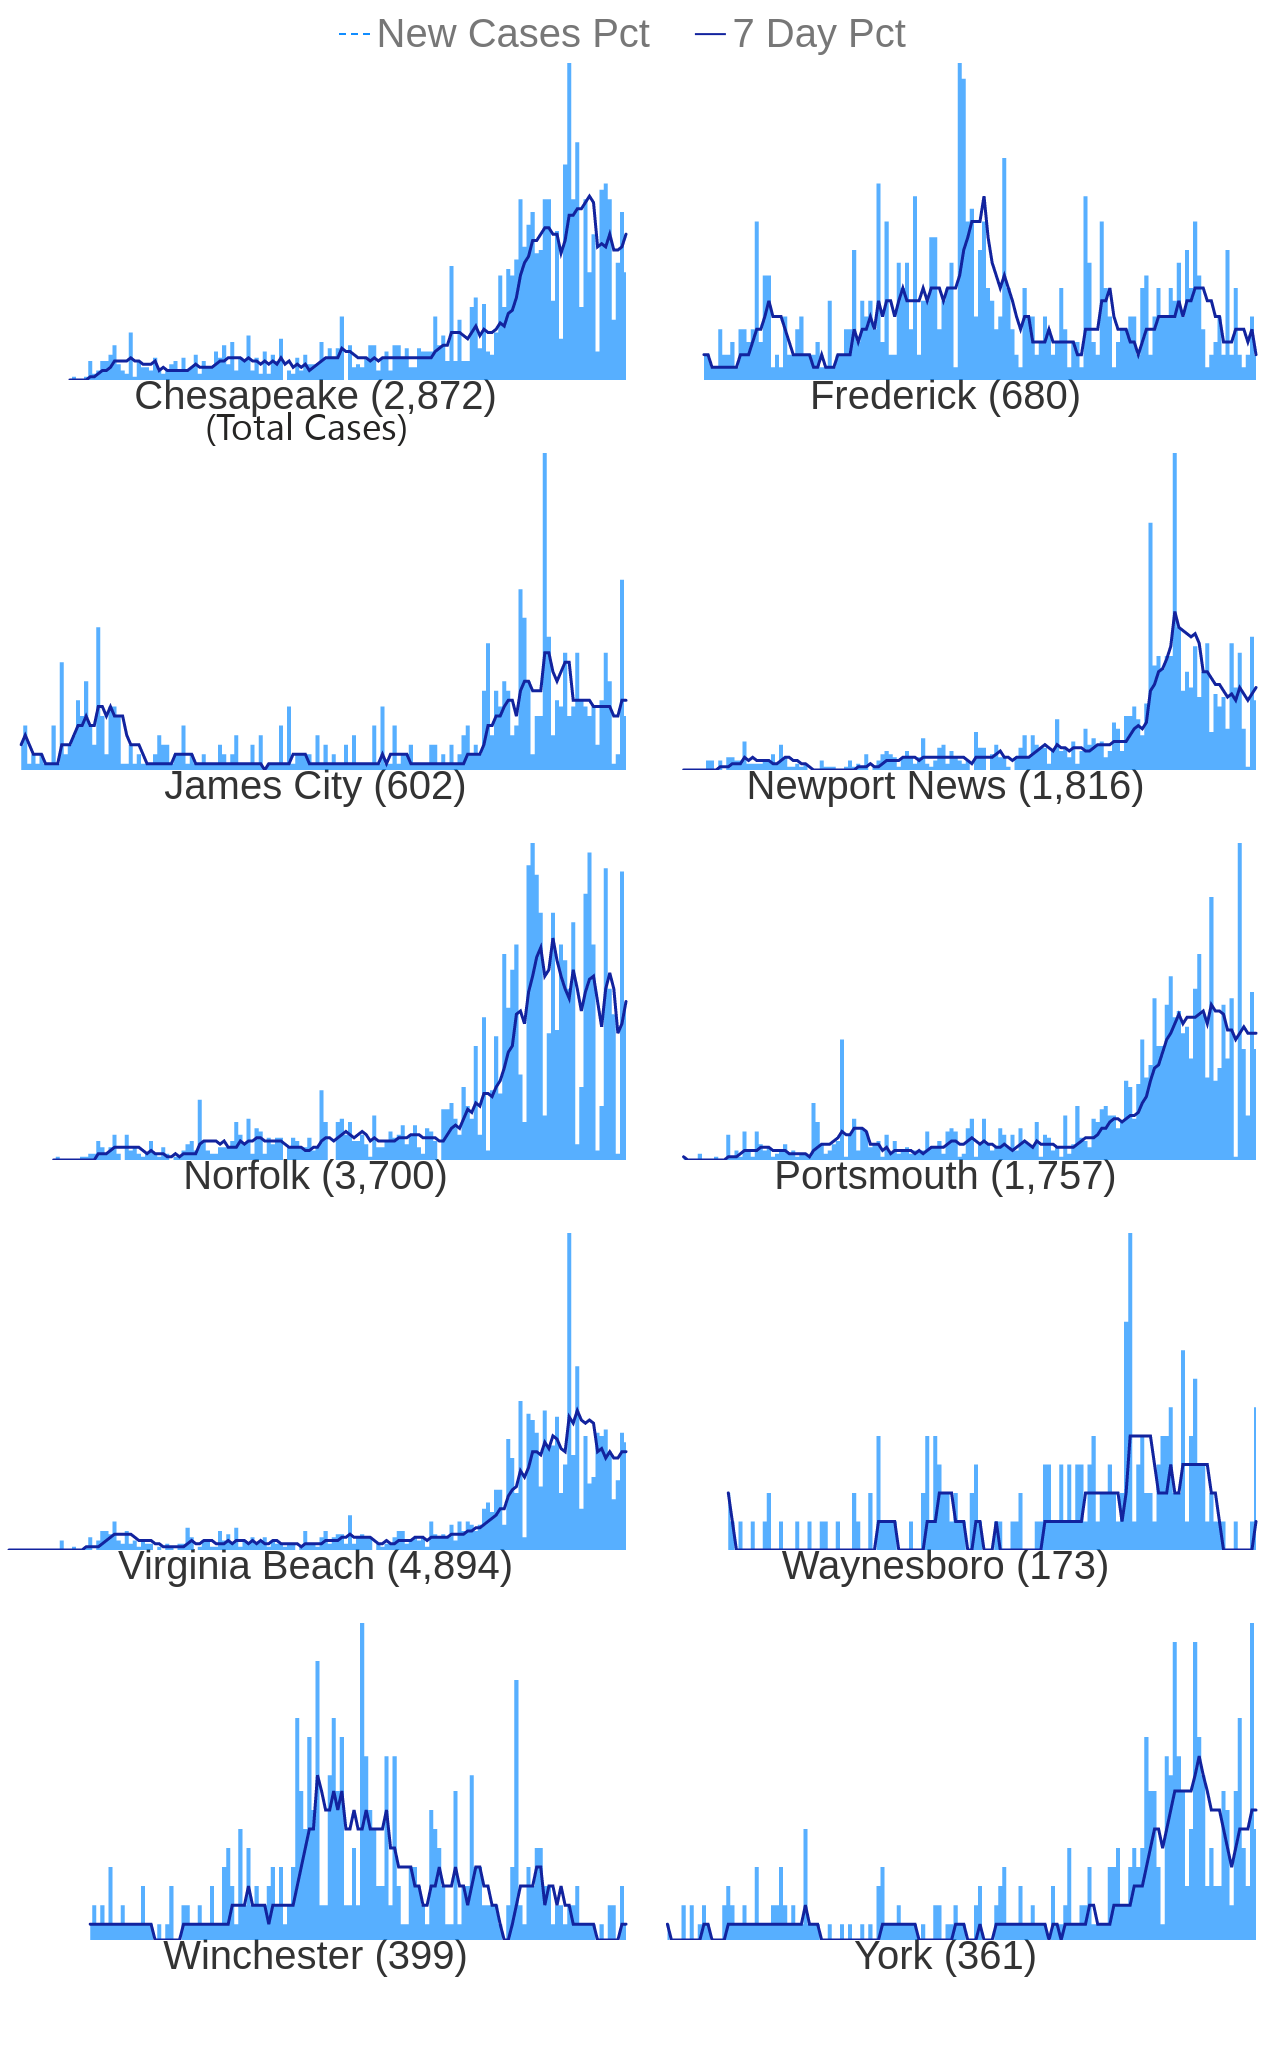 New Cases Pct 7 Day Pct
Chesapeake (2,872) Frederick (680)
(Total Cases)
James City (602) Newport News (1,816)
Norfolk (3,700) Portsmouth (1,757)
Virginia Beach (4,894) Waynesboro (173)
Winchester (399) York (361)